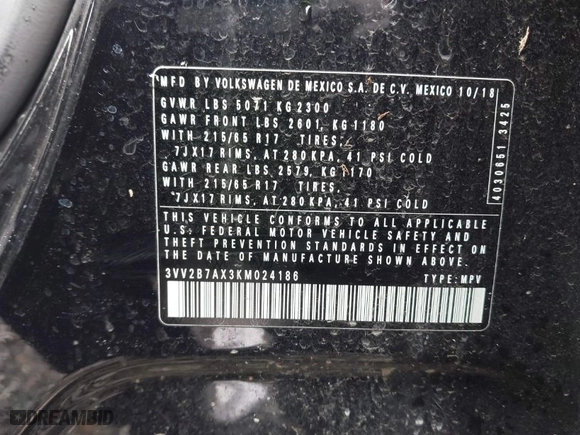 MFD BY VOLKSWAGEN DE MEXICO S.A. DE C.V. MEXICO 10/18
GVWR LBS 5071 KG 2300
GAWR FRONT LBS 2601, KG 1180
WITH 215/65 R17 TIRES,
7JX17 RIMS, AT 280 KPA, 41 PSI COLD
GAWR REAR LBS 2579, KG 1170
WITH 215/65 R17 TIRES,
7JX17 RIMS, AT 280 KPA, 41 PSI COLD
THIS VEHICLE CONFORMS TO ALL APPLICABLE
U.S. FEDERAL MOTOR VEHICLE SAFETY AND
THEFT PREVENTION STANDARDS IN EFFECT ON
THE DATE OF MANUFACTURE SHOWN ABOVE.
3VV2B7AX3KM024186 TYPE: MPV
4030651 3425
DREAMBID